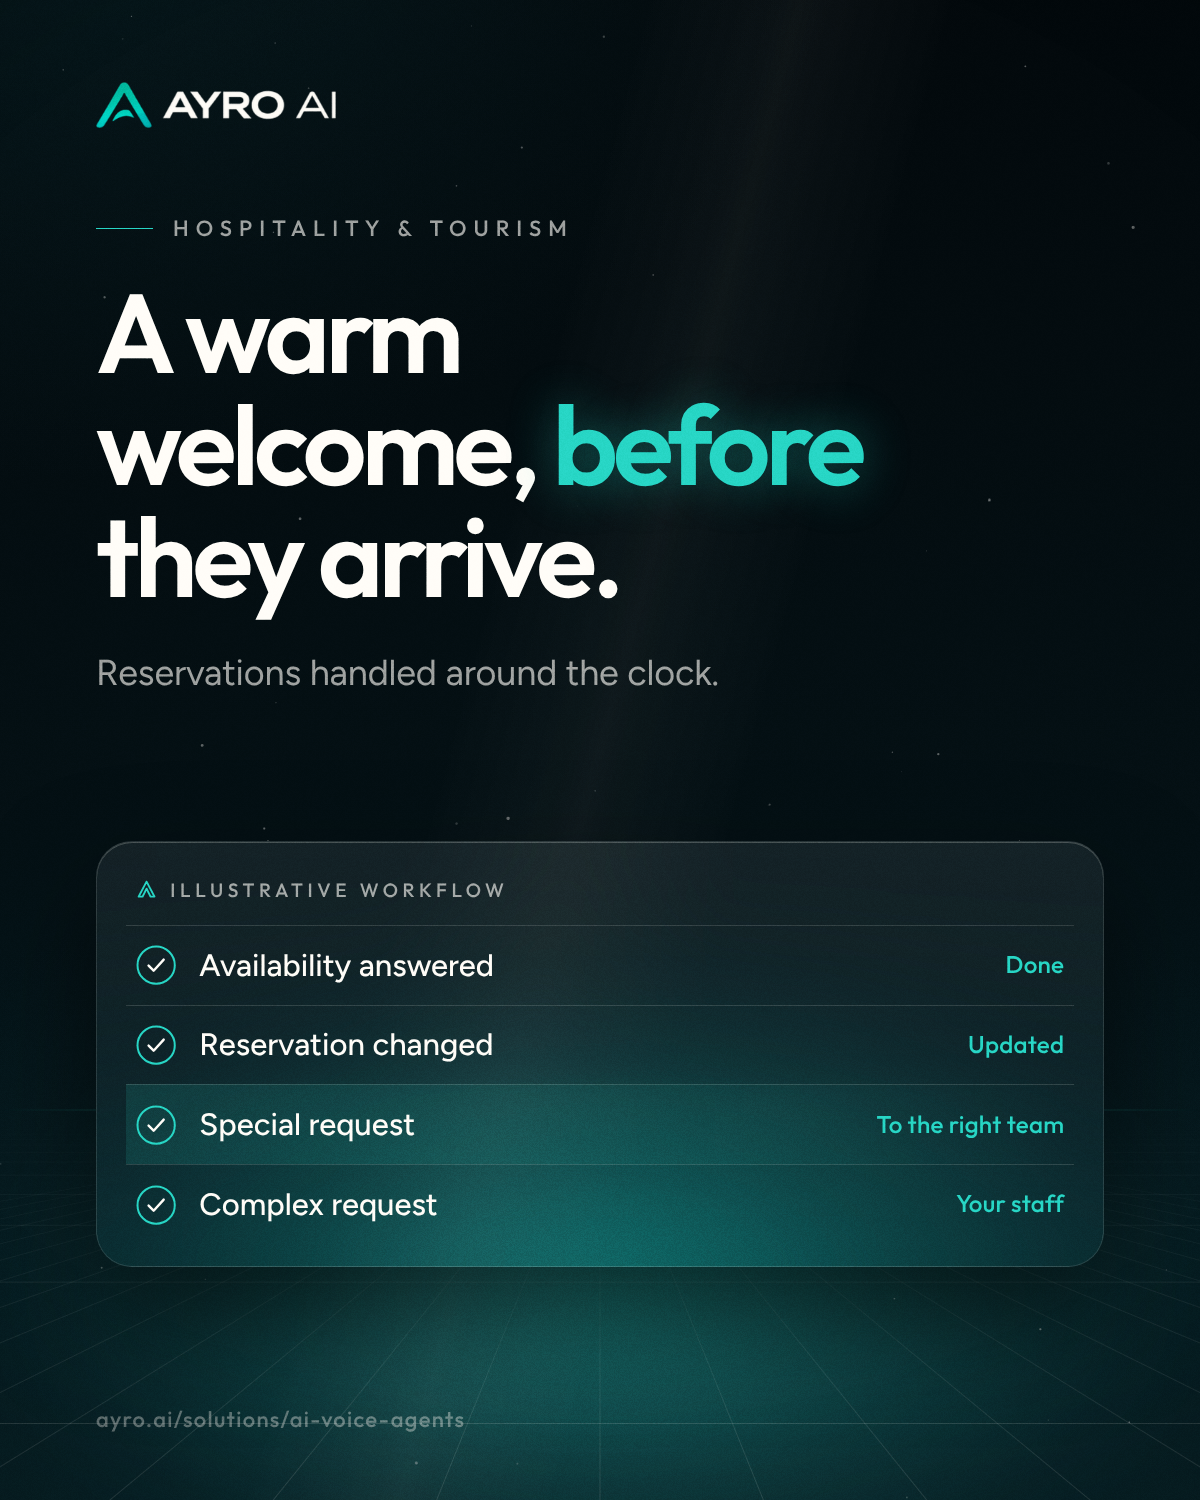 AYRO AI
HOSPITALITY & TOURISM
A warm
welcome, before
they arrive.
Reservations handled around the clock.
ILLUSTRATIVE WORKFLOW
Availability answered Done
Reservation changed Updated
Special request To the right team
Complex request Your staff
ayro.ai/solutions/ai-voice-agents